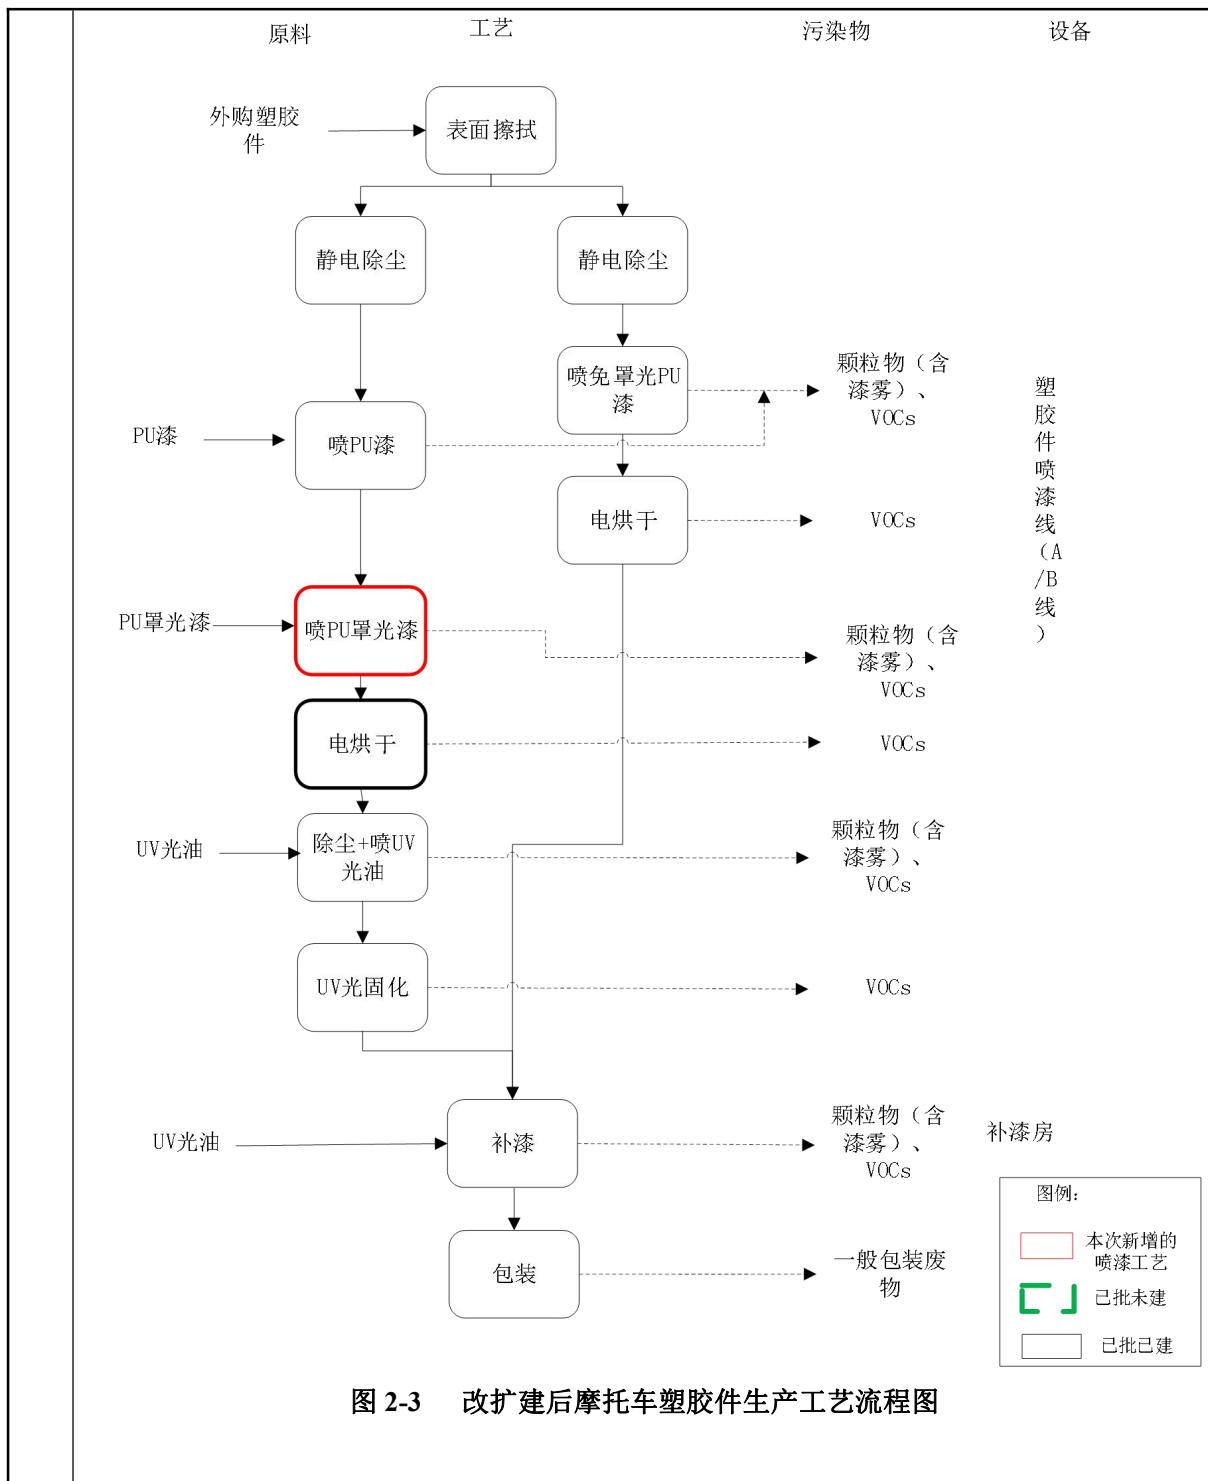 原料
工艺
污染物
设备
外购塑胶
件
表面擦拭
静电除尘
静电除尘
喷免罩光PU
漆
颗粒物（含
漆雾）、
VOCs
PU漆
喷PU漆
电烘干
VOCs
塑
胶
件
喷
漆
线
（A
/B
线
）
PU罩光漆
喷PU罩光漆
颗粒物（含
漆雾）、
VOCs
电烘干
VOCs
UV光油
除尘+喷UV
光油
颗粒物（含
漆雾）、
VOCs
UV光固化
VOCs
UV光油
补漆
颗粒物（含
漆雾）、
VOCs
补漆房
包装
一般包装废
物
图例：
本次新增的
喷漆工艺
已批未建
已批已建
图 2-3 改扩建后摩托车塑胶件生产工艺流程图